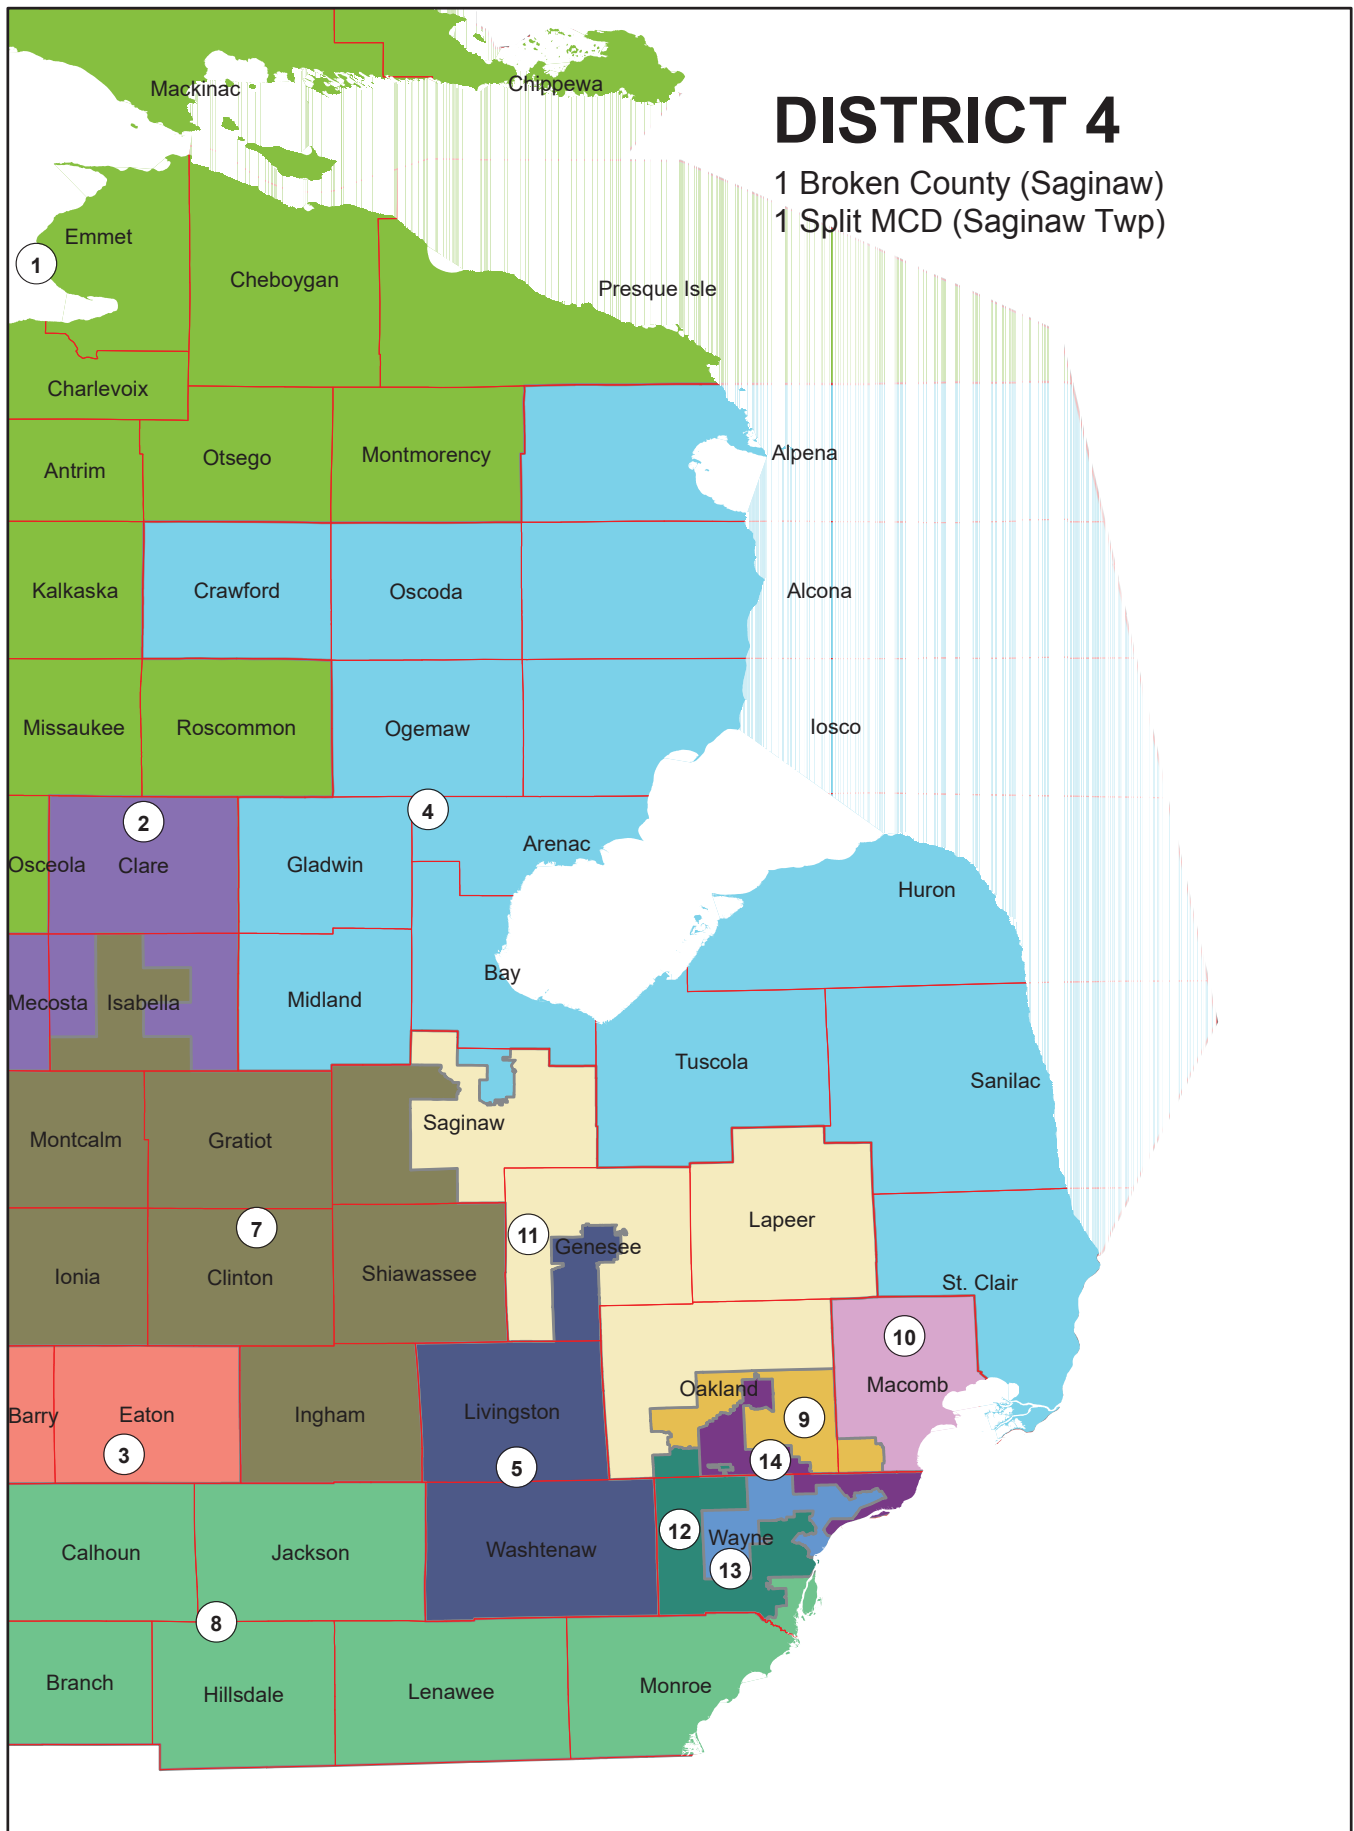 Mackinac
Chippewa
DISTRICT 4
1 Broken County (Saginaw)
1 Split MCD (Saginaw Twp)
Emmet
1
Cheboygan
Presque Isle
Charlevoix
Antrim
Otsego
Montmorency
Alpena
Kalkaska
Crawford
Oscoda
Alcona
Missaukee
Roscommon
Ogemaw
Iosco
2
4
Osceola
Clare
Gladwin
Arenac
Huron
Mecosta
Isabella
Midland
Bay
Tuscola
Sanilac
Montcalm
Gratiot
Saginaw
7
11
Lapeer
Ionia
Clinton
Shiawassee
Genesee
St. Clair
10
Barry
Eaton
Ingham
Livingston
Oakland
Macomb
9
3
5
14
Calhoun
Jackson
Washtenaw
12
Wayne
13
8
Branch
Hillsdale
Lenawee
Monroe